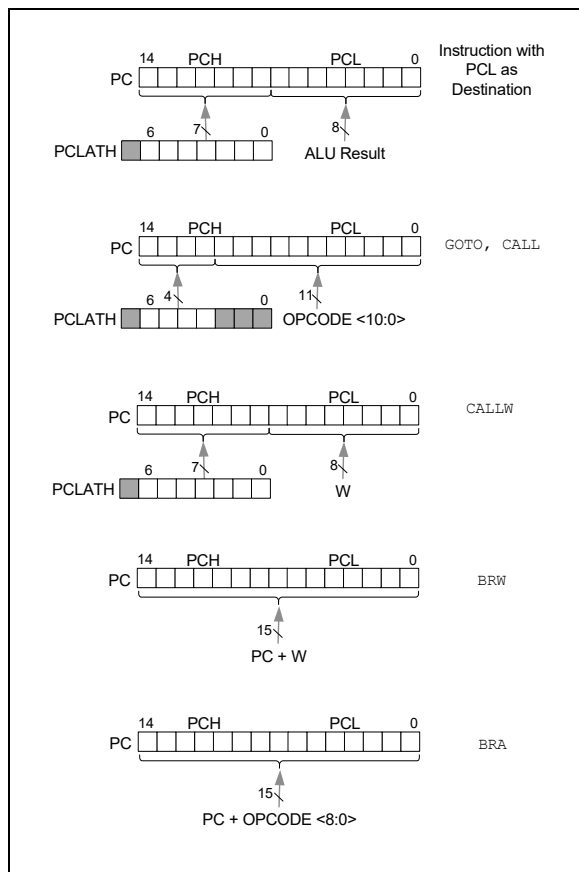 14 PCH PCL 0
Instruction with
PCL as
Destination
PC
6 7 0 8
PCLATH ALU Result
14 PCH PCL 0
PC GOTO, CALL
6 4 0 11
PCLATH OPCODE <10:0>
14 PCH PCL 0
PC CALLW
6 7 0 8
PCLATH W
14 PCH PCL 0
PC BRW
15
PC + W
14 PCH PCL 0
PC BRA
15
PC + OPCODE <8:0>